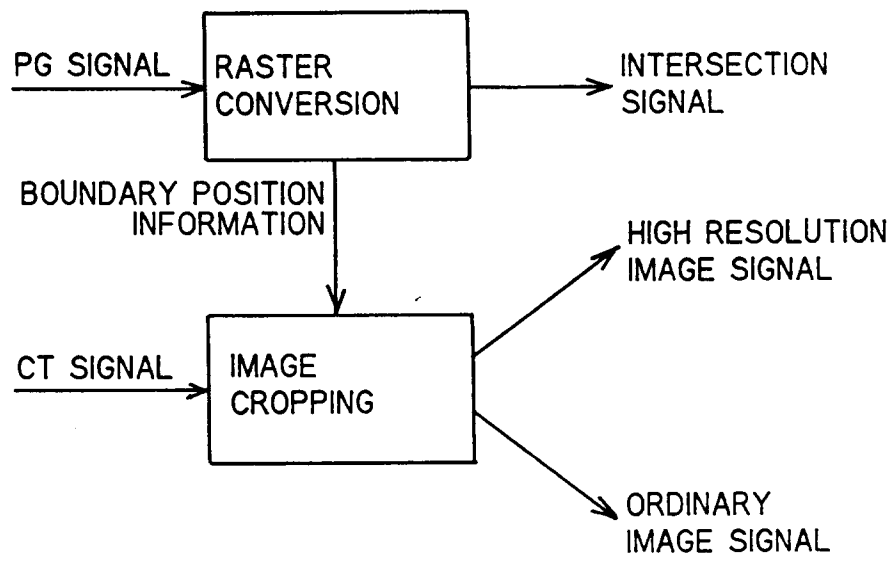 PG SIGNAL
RASTER
CONVERSION
INTERSECTION
SIGNAL
BOUNDARY POSITION
INFORMATION
HIGH RESOLUTION
IMAGE SIGNAL
CT SIGNAL
IMAGE
CROPPING
ORDINARY
IMAGE SIGNAL